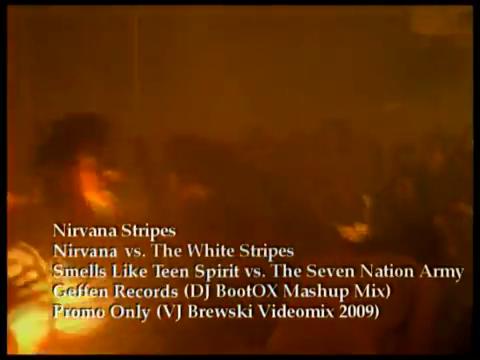 Nirvana Stripes
Nirvana vs. The White Stripes
Smells Like Teen Spirit vs. The Seven Nation Army
Geffen Records (DJ BootOX Mashup Mix)
Promo Only (VJ Brewski Videomix 2009)